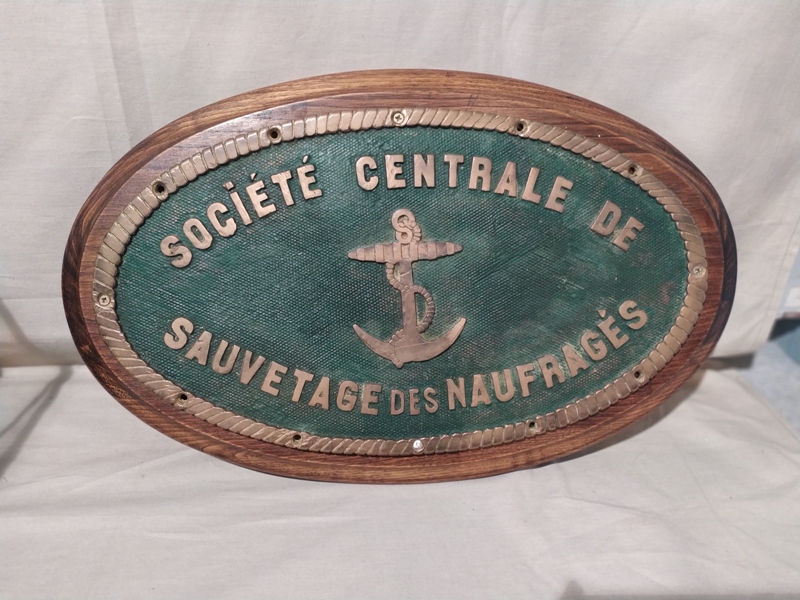 SOCIÉTÉ CENTRALE DE
SAUVETAGE DES NAUFRAGÉS